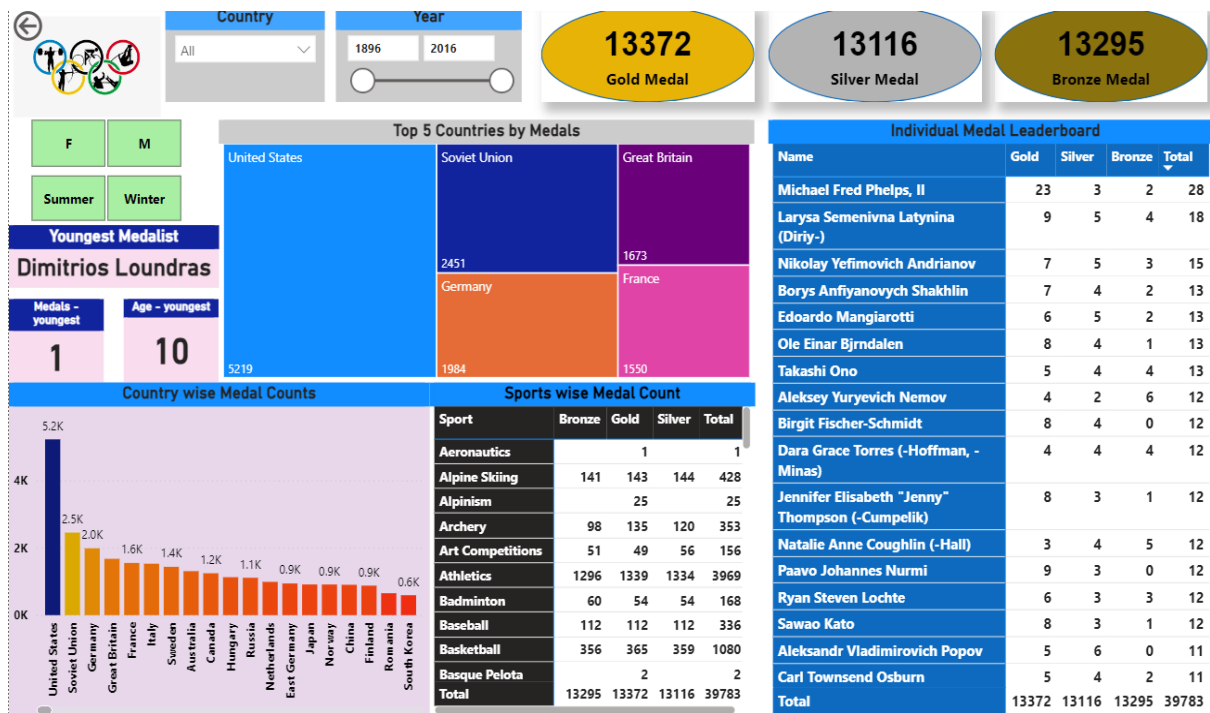 Country
All
Year
1896 2016
13372
Gold Medal
13116
Silver Medal
13295
Bronze Medal
F M
Summer Winter
Youngest Medalist
Dimitrios Loundras
Medals - youngest
1
Age - youngest
10
Top 5 Countries by Medals
United States
5219
Soviet Union
2451
Germany
1984
Great Britain
1673
France
1550
Individual Medal Leaderboard
Name Gold Silver Bronze Total
Michael Fred Phelps, II 23 3 2 28
Larysa Semenivna Latynina (Diriy-) 9 5 4 18
Nikolay Yefimovich Andrianov 7 5 3 15
Borys Anfiyanovych Shakhlin 7 4 2 13
Edoardo Mangiarotti 6 5 2 13
Ole Einar Bjrndalen 8 4 1 13
Takashi Ono 5 4 4 13
Aleksey Yuryevich Nemov 4 2 6 12
Birgit Fischer-Schmidt 8 4 0 12
Dara Grace Torres (-Hoffman, -Minas) 4 4 4 12
Jennifer Elisabeth "Jenny" Thompson (-Cumpelik) 8 3 1 12
Natalie Anne Coughlin (-Hall) 3 4 5 12
Paavo Johannes Nurmi 9 3 0 12
Ryan Steven Lochte 6 3 3 12
Sawao Kato 8 3 1 12
Aleksandr Vladimirovich Popov 5 6 0 11
Carl Townsend Osburn 5 4 2 11
Total 13372 13116 13295 39783
Country wise Medal Counts
4K
2K
0K
5.2K
2.5K
2.0K
1.6K
1.4K
1.2K
1.1K
0.9K
0.9K
0.9K
0.6K
United States
Soviet Union
Germany
Great Britain
France
Italy
Sweden
Australia
Canada
Hungary
Russia
Netherlands
East Germany
Japan
Norway
China
Finland
Romania
South Korea
Sports wise Medal Count
Sport Bronze Gold Silver Total
Aeronautics 1 1
Alpine Skiing 141 143 144 428
Alpinism 25 25
Archery 98 135 120 353
Art Competitions 51 49 56 156
Athletics 1296 1339 1334 3969
Badminton 60 54 54 168
Baseball 112 112 112 336
Basketball 356 365 359 1080
Basque Pelota 2 2
Total 13295 13372 13116 39783